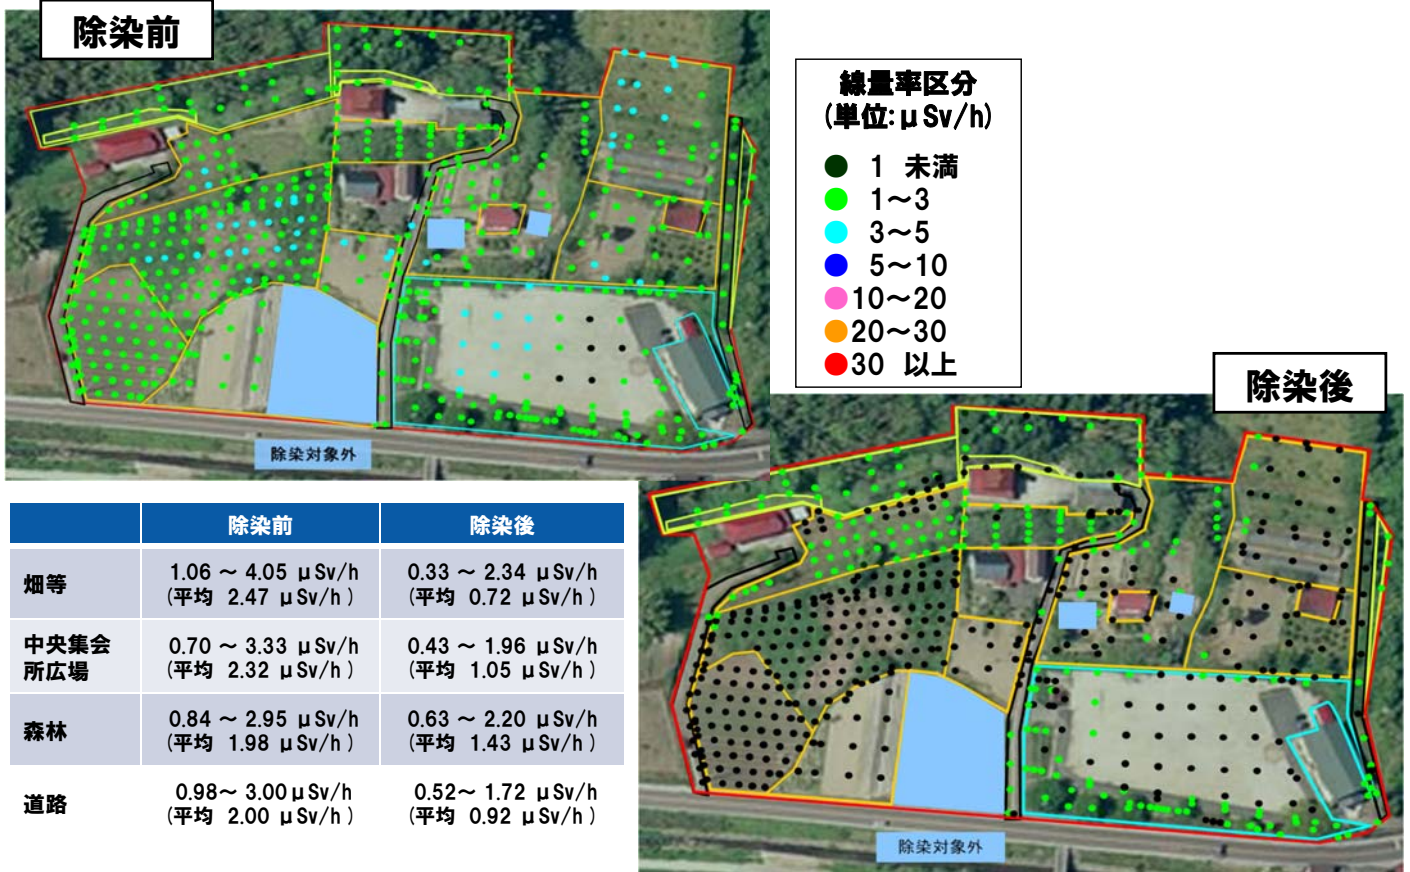 除染前
線量率区分
(単位:μSv/h)
1 未満
1～3
3～5
5～10
10～20
20～30
30 以上
除染対象外
除染後
除染対象外
除染前 除染後
畑等 1.06 ～ 4.05 μSv/h 0.33 ～ 2.34 μSv/h
(平均 2.47 μSv/h ) (平均 0.72 μSv/h )
中央集会 0.70 ～ 3.33 μSv/h 0.43 ～ 1.96 μSv/h
所広場 (平均 2.32 μSv/h ) (平均 1.05 μSv/h )
森林 0.84 ～ 2.95 μSv/h 0.63 ～ 2.20 μSv/h
(平均 1.98 μSv/h ) (平均 1.43 μSv/h )
道路 0.98～ 3.00μSv/h 0.52～ 1.72 μSv/h
(平均 2.00 μSv/h ) (平均 0.92 μSv/h )